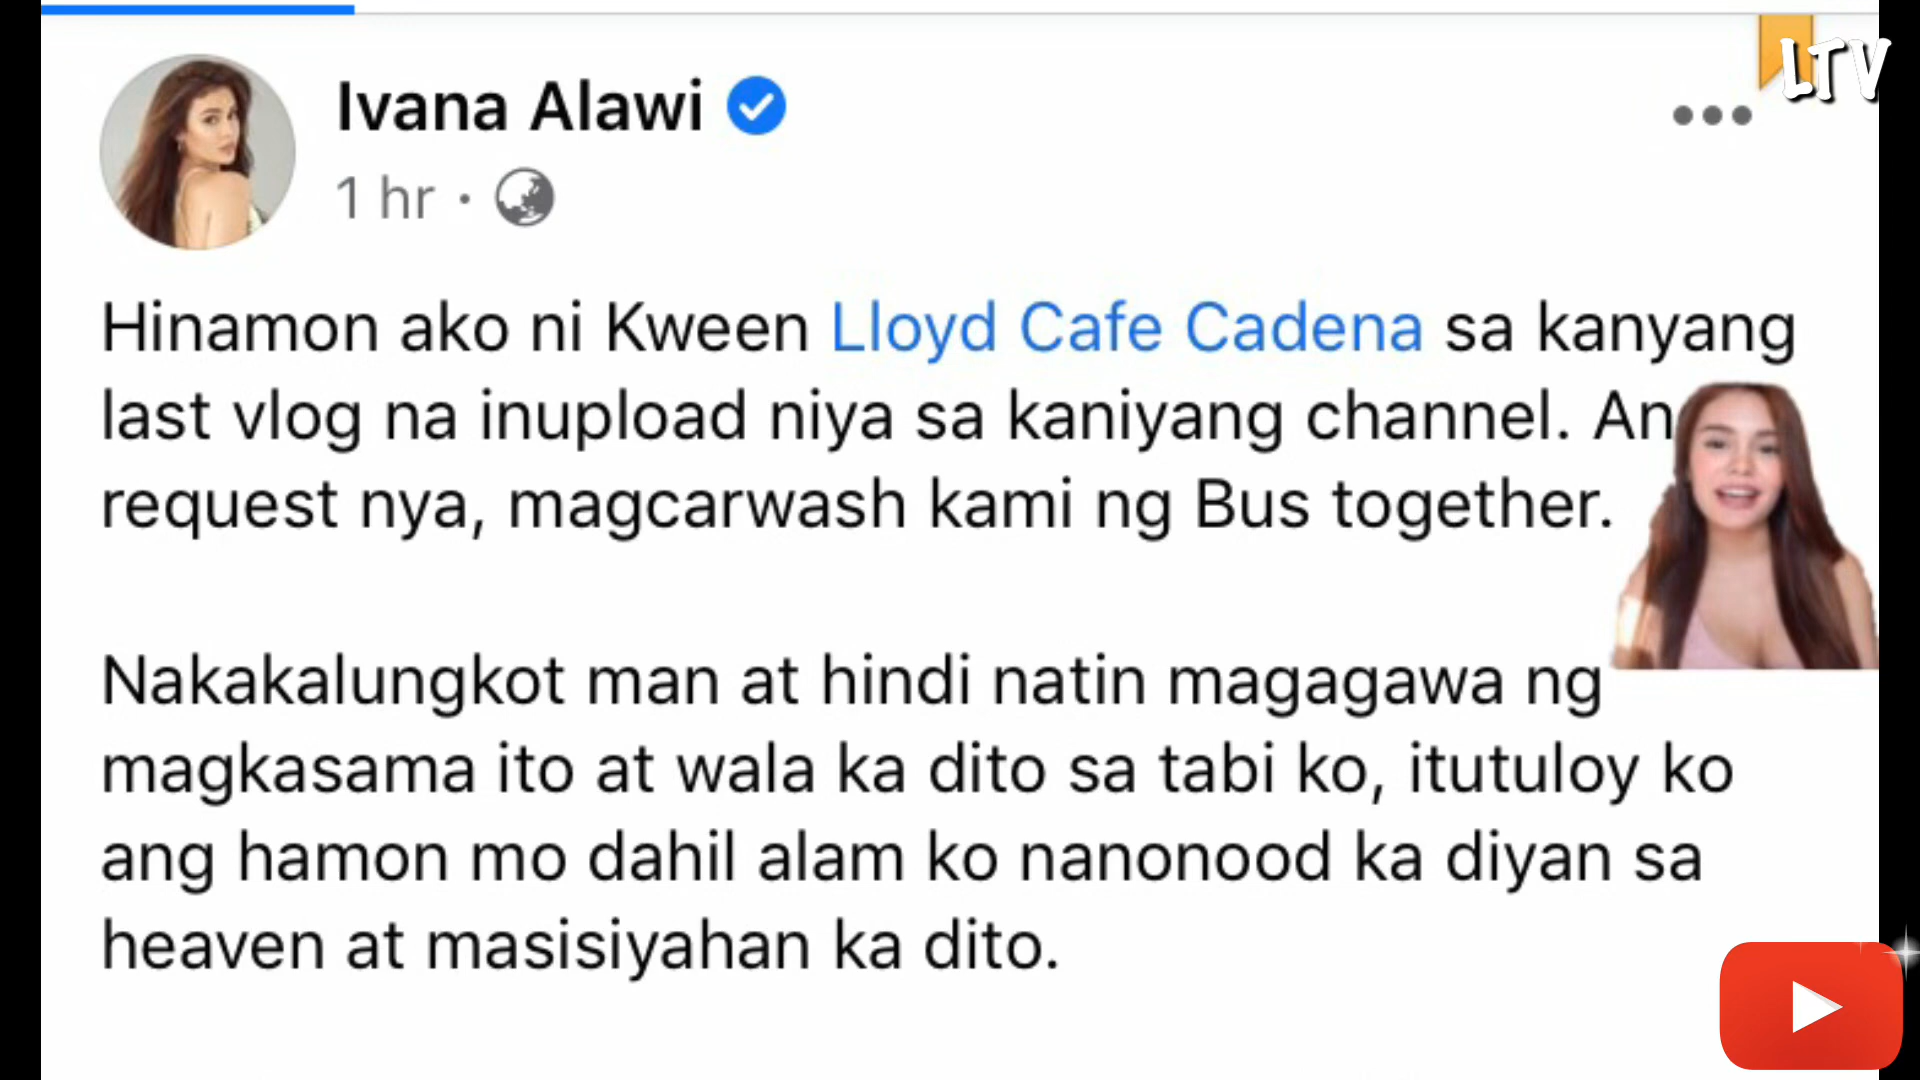 LTV
Ivana Alawi
1 hr ·
Hinamon ako ni Kween Lloyd Cafe Cadena sa kanyang
last vlog na inupload niya sa kaniyang channel. An
request nya, magcarwash kami ng Bus together.
Nakakalungkot man at hindi natin magagawa ng
magkasama ito at wala ka dito sa tabi ko, itutuloy ko
ang hamon mo dahil alam ko nanonood ka diyan sa
heaven at masisiyahan ka dito.